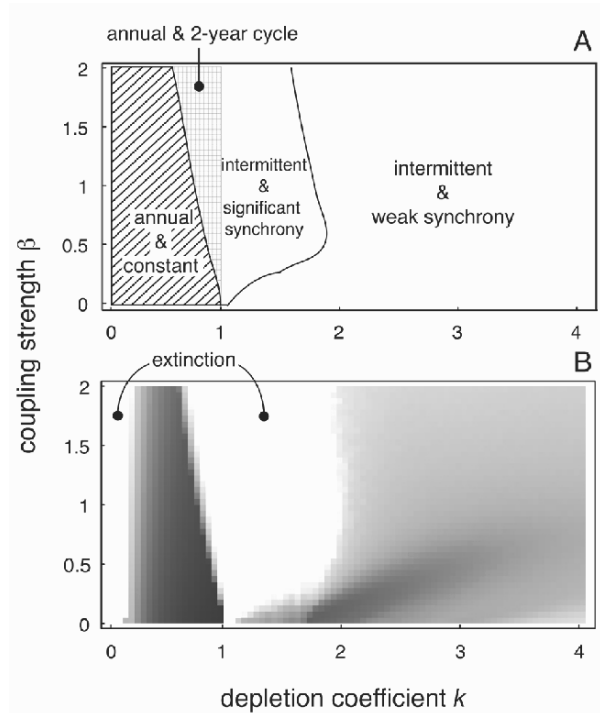 annual & 2-year cycle
A
2
1.5
1
0.5
0
annual
&
constant
intermittent
&
significant
synchrony
intermittent
&
weak synchrony
0 1 2 3 4
coupling strength β
extinction
B
2
1.5
1
0.5
0
0 1 2 3 4
depletion coefficient k